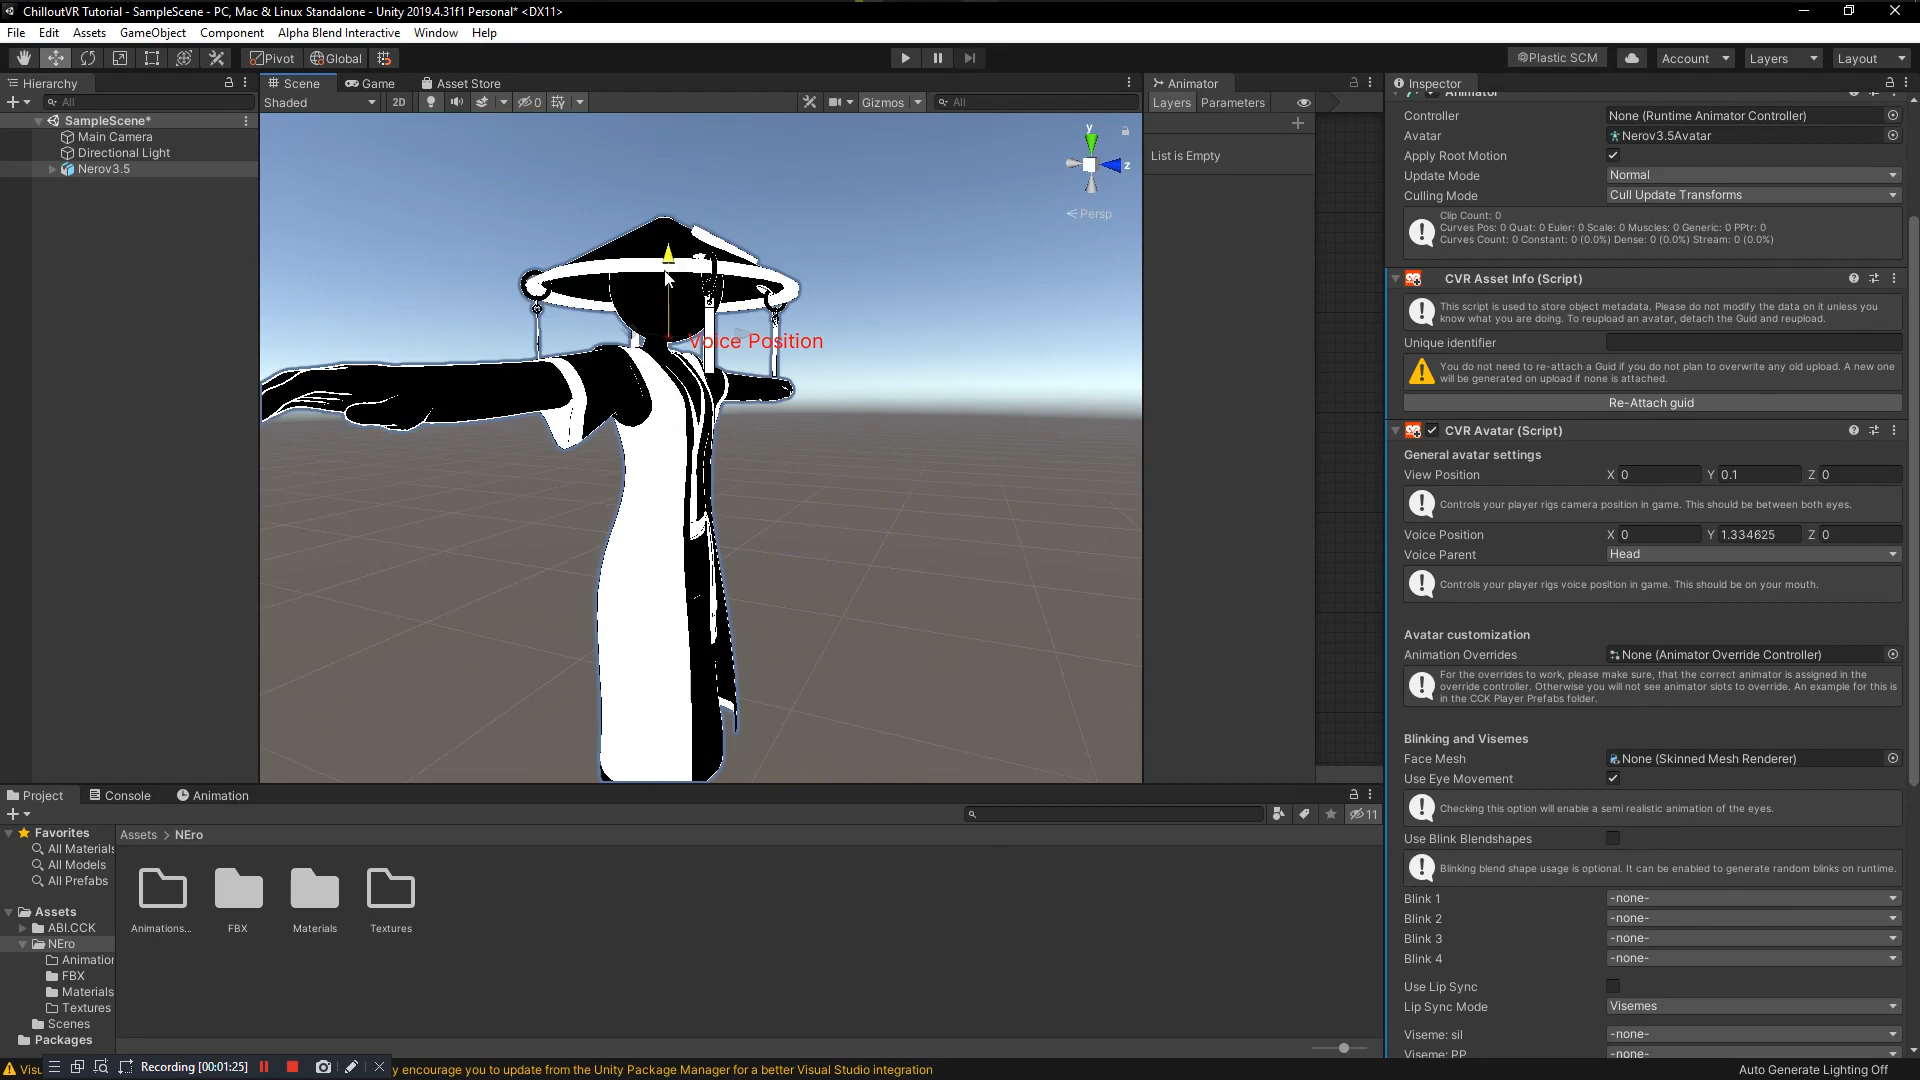 ChilloutVR Tutorial - SampleScene - PC, Mac & Linux Standalone - Unity 2019.4.31f1 Personal* <DX11>
File Edit Assets GameObject Component Alpha Blend Interactive Window Help
Pivot Global Plastic SCM Account Layers Layout
Hierarchy
All
SampleScene*
Main Camera
Directional Light
Nerov3.5
Scene Game Asset Store
Shaded 2D 0 Gizmos All
y
z
Persp
Voice Position
Animator
Layers Parameters
List is Empty
Inspector
Animator
Controller None (Runtime Animator Controller)
Avatar Nerov3.5Avatar
Apply Root Motion
Update Mode Normal
Culling Mode Cull Update Transforms
Clip Count: 0
Curves Pos: 0 Quat: 0 Euler: 0 Scale: 0 Muscles: 0 Generic: 0 PPtr: 0
Curves Count: 0 Constant: 0 (0.0%) Dense: 0 (0.0%) Stream: 0 (0.0%)
CVR Asset Info (Script)
This script is used to store object metadata. Please do not modify the data on it unless you
know what you are doing. To reupload an avatar, detach the Guid and reupload.
Unique identifier
You do not need to re-attach a Guid if you do not plan to overwrite any old upload. A new one
will be generated on upload if none is attached.
Re-Attach guid
CVR Avatar (Script)
General avatar settings
View Position X 0 Y 0.1 Z 0
Controls your player rigs camera position in game. This should be between both eyes.
Voice Position X 0 Y 1.334625 Z 0
Voice Parent Head
Controls your player rigs voice position in game. This should be on your mouth.
Avatar customization
Animation Overrides None (Animator Override Controller)
For the overrides to work, please make sure, that the correct animator is assigned in the
override controller. Otherwise you will not see animator slots to override. An example for this is
in the CCK Player Prefabs folder.
Blinking and Visemes
Face Mesh None (Skinned Mesh Renderer)
Use Eye Movement
Checking this option will enable a semi realistic animation of the eyes.
Use Blink Blendshapes
Blinking blend shape usage is optional. It can be enabled to generate random blinks on runtime.
Blink 1 -none-
Blink 2 -none-
Blink 3 -none-
Blink 4 -none-
Use Lip Sync
Lip Sync Mode Visemes
Viseme: sil -none-
Viseme: PP -none-
Project Console Animation
11
Favorites
All Materials
All Models
All Prefabs
Assets
ABI.CCK
NEro
Animation
FBX
Materials
Textures
Scenes
Packages
Assets > NEro
Animations...
FBX
Materials
Textures
Visu
Recording [00:01:25]
y encourage you to update from the Unity Package Manager for a better Visual Studio integration
Auto Generate Lighting Off